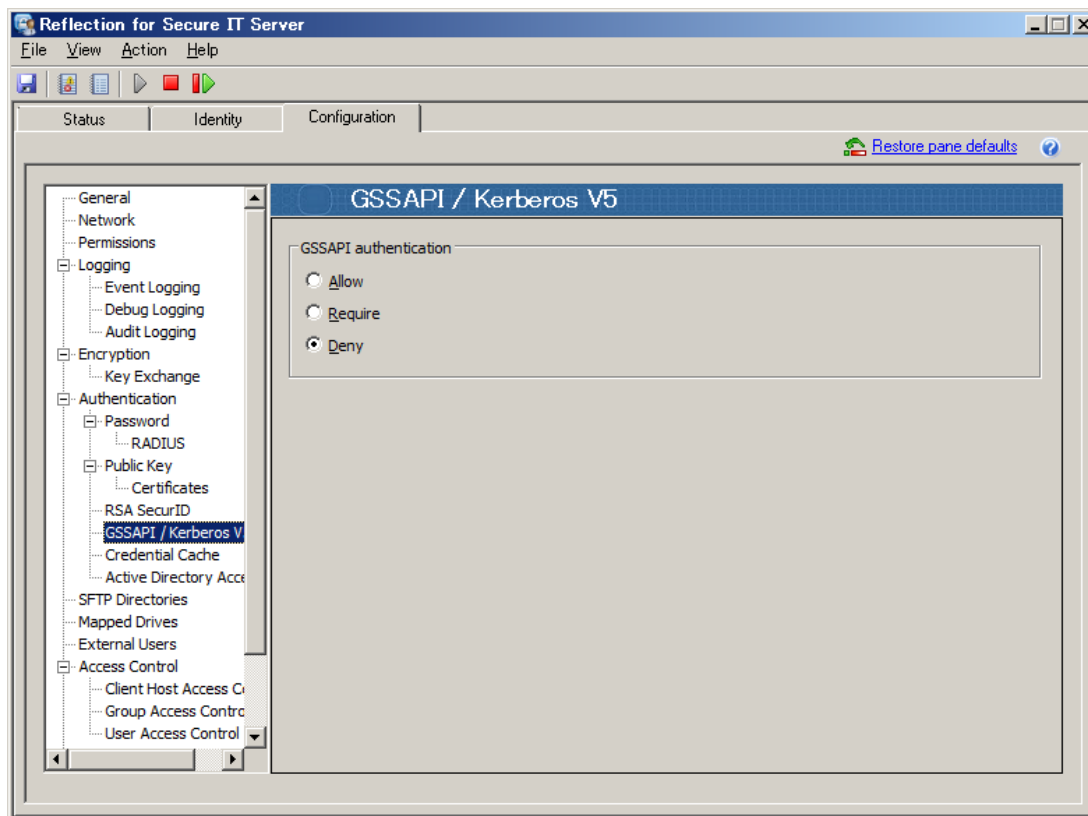 Reflection for Secure IT Server
File View Action Help
Status Identity Configuration
Restore pane defaults
General
Network
Permissions
Logging
Event Logging
Debug Logging
Audit Logging
Encryption
Key Exchange
Authentication
Password
RADIUS
Public Key
Certificates
RSA SecurID
GSSAPI / Kerberos V
Credential Cache
Active Directory Acce
SFTP Directories
Mapped Drives
External Users
Access Control
Client Host Access C
Group Access Contro
User Access Control
GSSAPI / Kerberos V5
GSSAPI authentication
Allow
Require
Deny